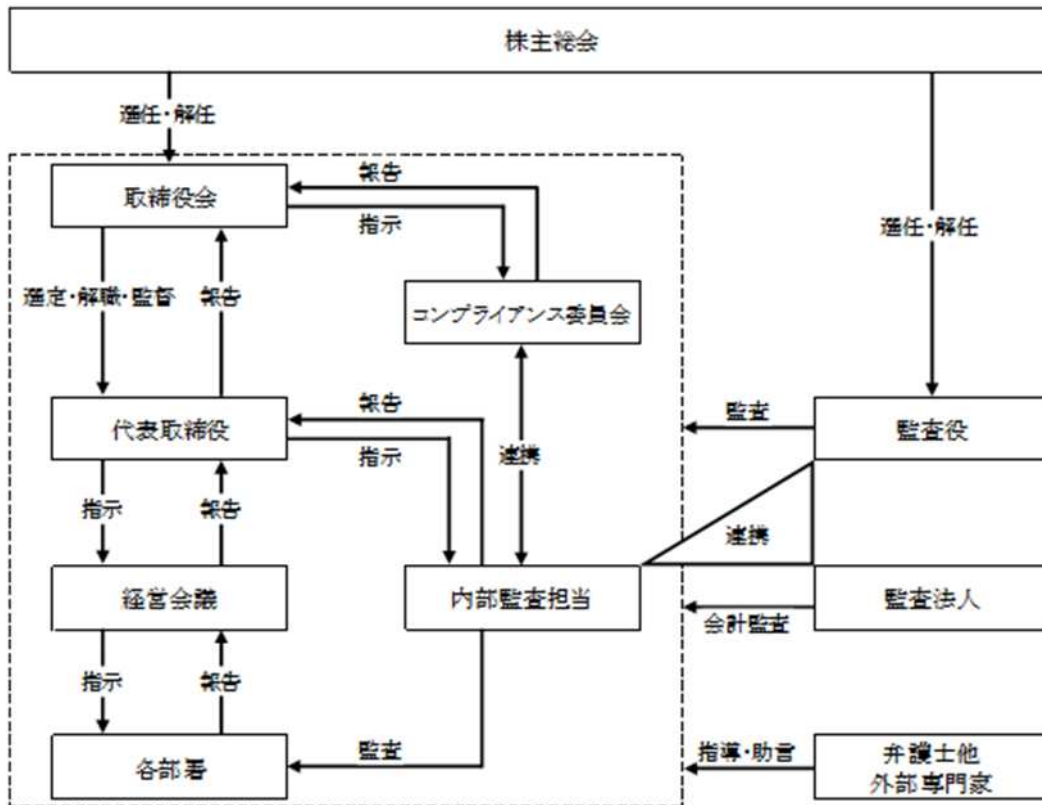 株主総会
選任・解任
選任・解任
取締役会
報告
指示
選定・解職・監督
報告
コンプライアンス委員会
代表取締役
報告
指示
連携
監査
監査役
指示
報告
連携
経営会議
内部監査担当
監査法人
会計監査
指示
報告
各部署
監査
指導・助言
弁護士他
外部専門家